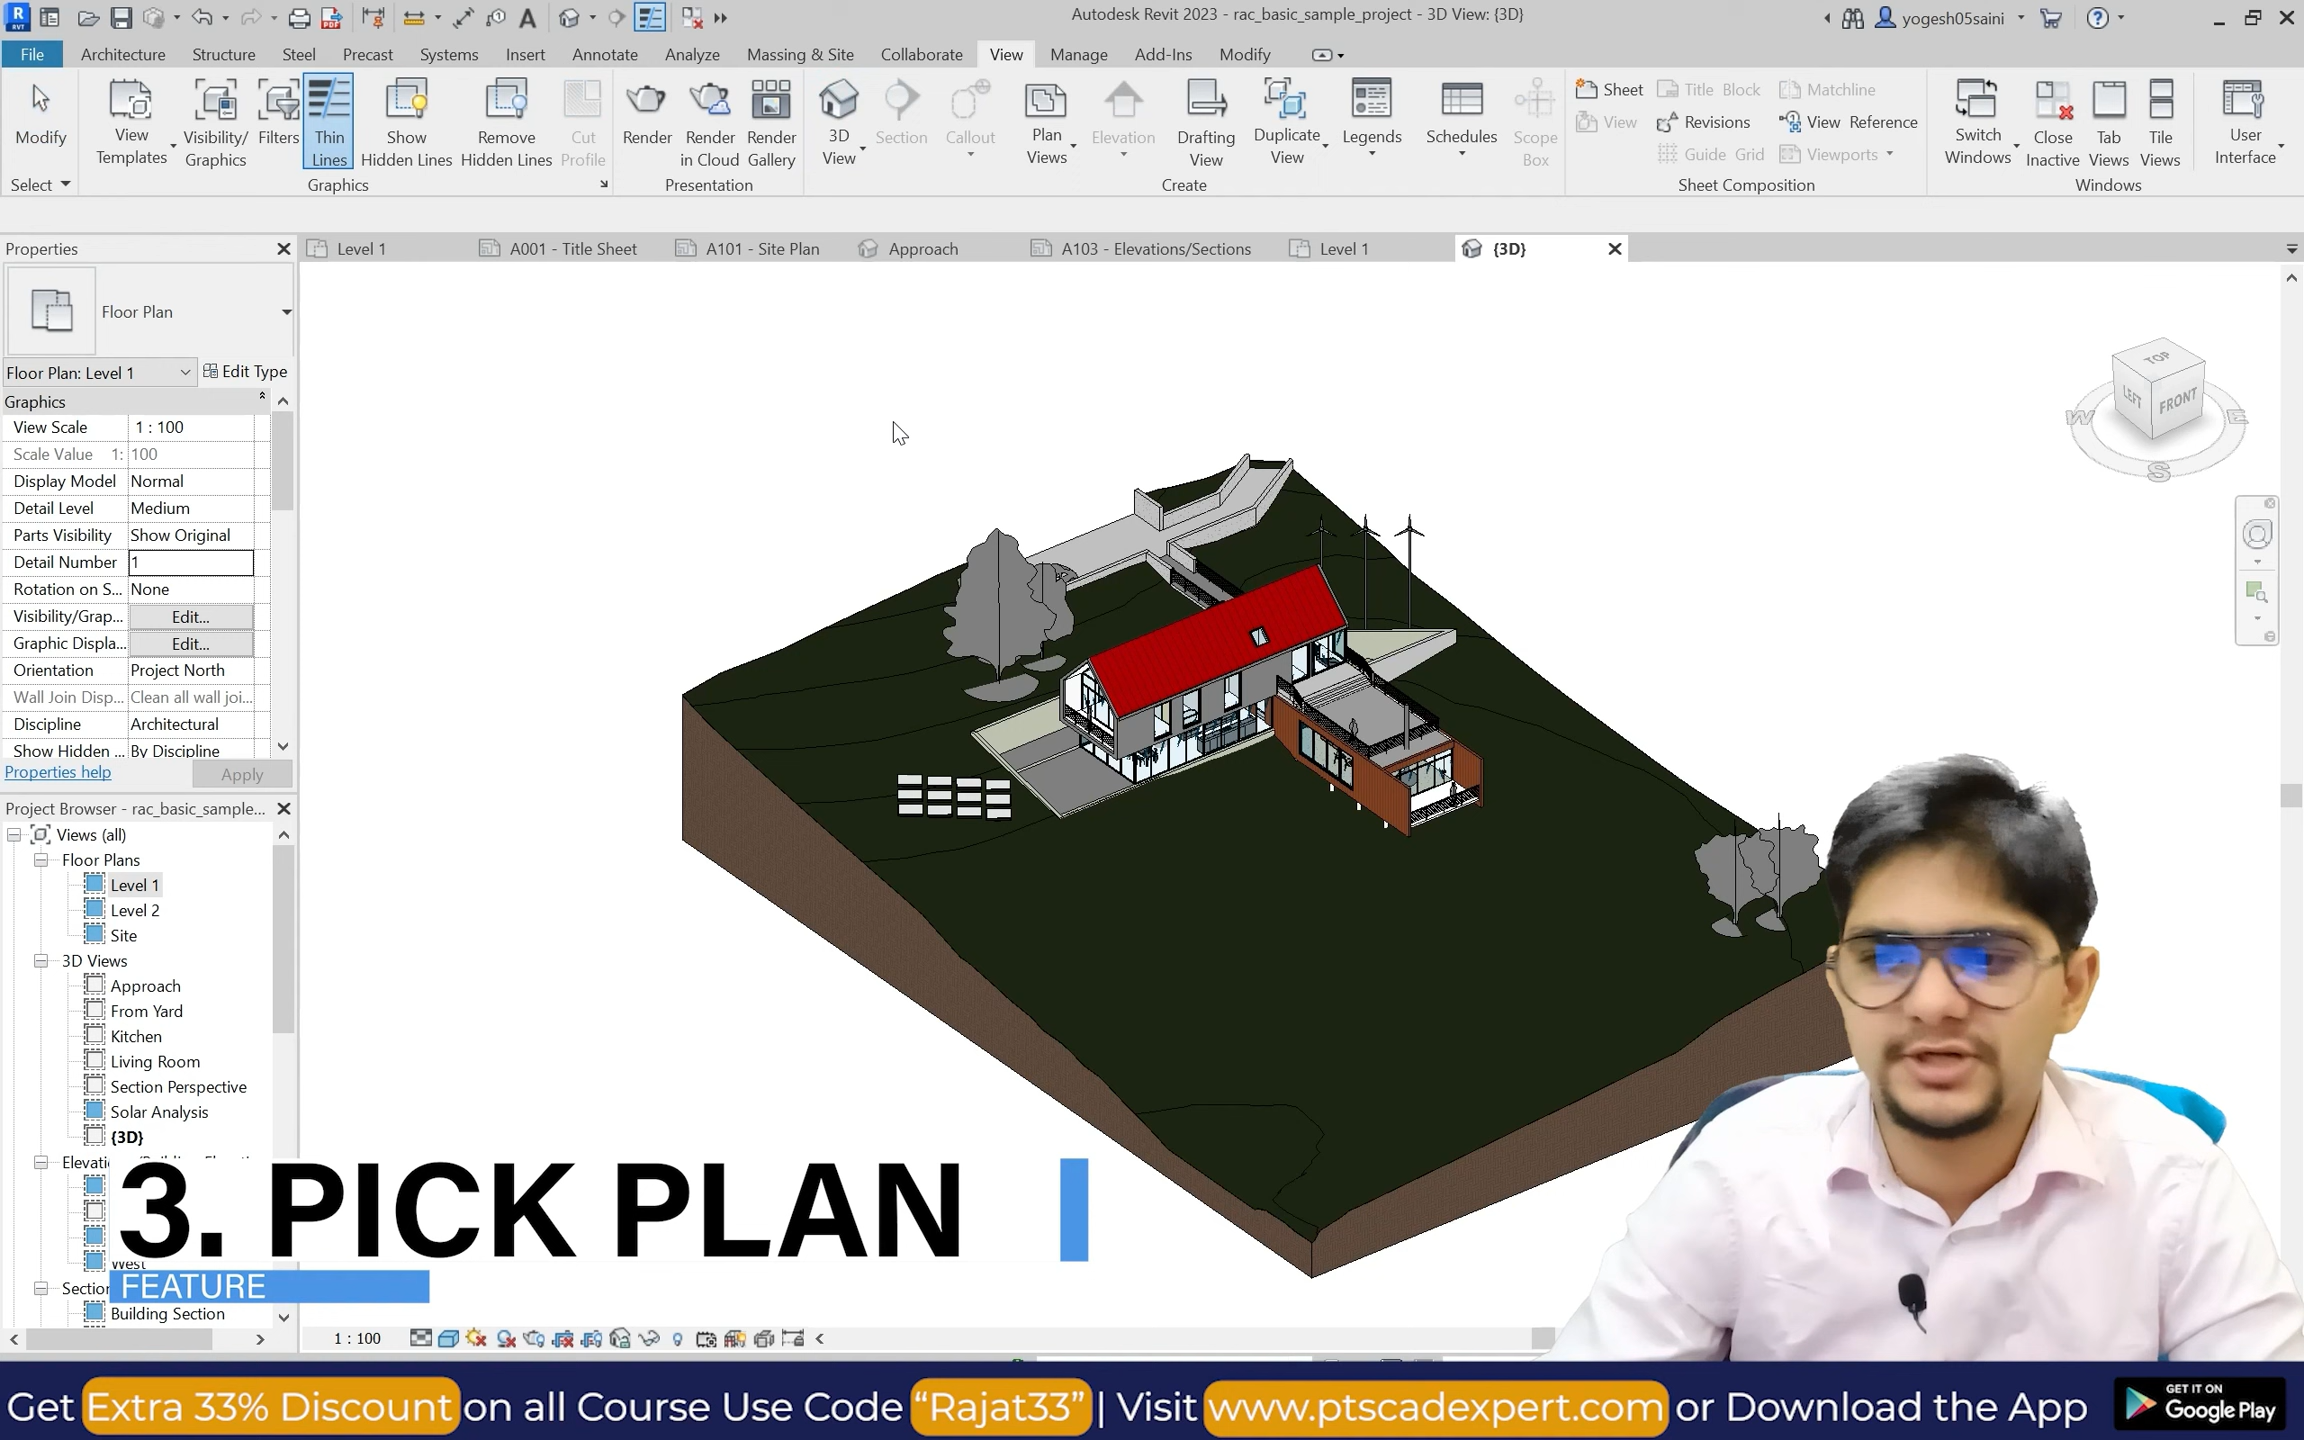 Autodesk Revit 2023 - rac_basic_sample_project - 3D View: {3D}
yogesh05saini
File Architecture Structure Steel Precast Systems Insert Annotate Analyze Massing & Site Collaborate View Manage Add-Ins Modify
Modify
View Templates
Visibility/ Graphics
Filters
Thin Lines
Show Hidden Lines
Remove Hidden Lines
Cut Profile
Render
Render in Cloud
Render Gallery
3D View
Section
Callout
Plan Views
Elevation
Drafting View
Duplicate View
Legends
Schedules
Scope Box
Sheet Title Block Matchline
View Revisions View Reference
Guide Grid Viewports
Switch Windows
Close Inactive
Tab Views
Tile Views
User Interface
Select Graphics Presentation Create Sheet Composition Windows
Properties
Level 1 A001 - Title Sheet A101 - Site Plan Approach A103 - Elevations/Sections Level 1 {3D}
Floor Plan
Floor Plan: Level 1 Edit Type
Graphics
View Scale 1 : 100
Scale Value 1: 100
Display Model Normal
Detail Level Medium
Parts Visibility Show Original
Detail Number 1
Rotation on S... None
Visibility/Grap... Edit...
Graphic Displa... Edit...
Orientation Project North
Wall Join Disp... Clean all wall joi...
Discipline Architectural
Show Hidden ... By Discipline
Properties help Apply
Project Browser - rac_basic_sample...
Views (all)
Floor Plans
Level 1
Level 2
Site
3D Views
Approach
From Yard
Kitchen
Living Room
Section Perspective
Solar Analysis
{3D}
West
Building Section
TOP
LEFT FRONT
W E
S
3. PICK PLAN
FEATURE
1 : 100
Get Extra 33% Discount on all Course Use Code “Rajat33” | Visit www.ptscadexpert.com or Download the App
GET IT ON
Google Play